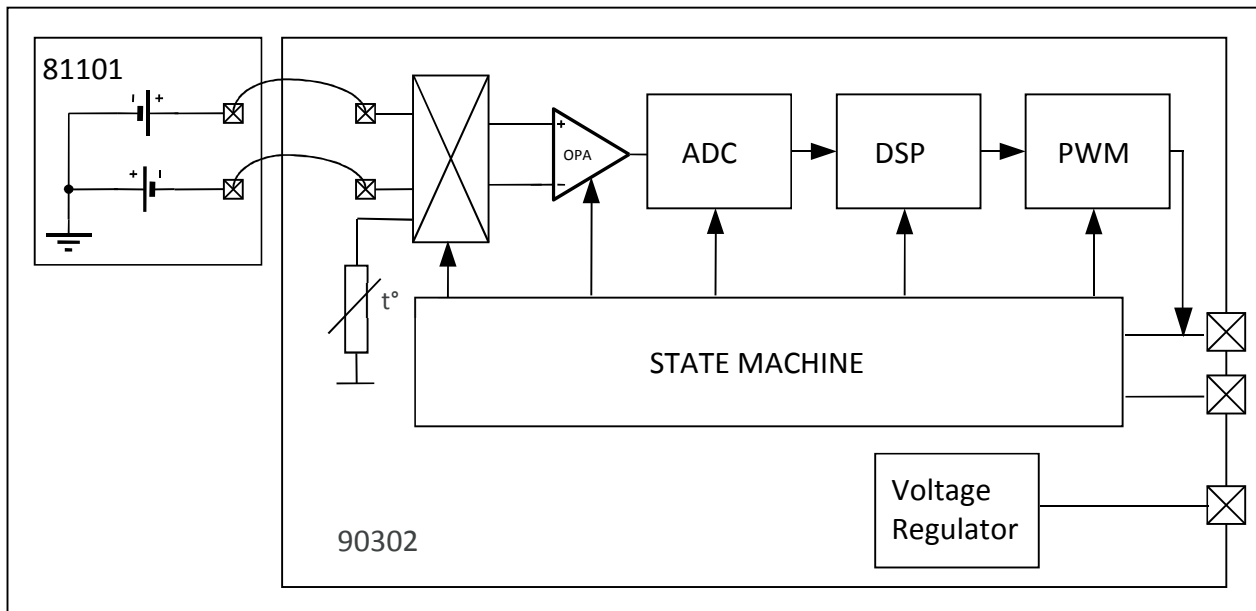 81101
+
+
+
OPA
−
ADC
DSP
PWM
t°
STATE MACHINE
Voltage
Regulator
90302